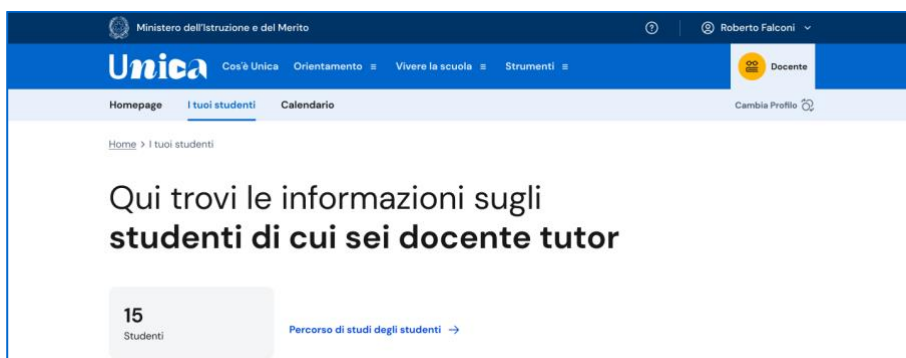 Ministero dell'Istruzione e del Merito
Roberto Falconi
Unica Cos'è Unica Orientamento Vivere la scuola Strumenti Docente
Homepage I tuoi studenti Calendario Cambia Profilo
Home > I tuoi studenti
Qui trovi le informazioni sugli
studenti di cui sei docente tutor
15
Studenti
Percorso di studi degli studenti →